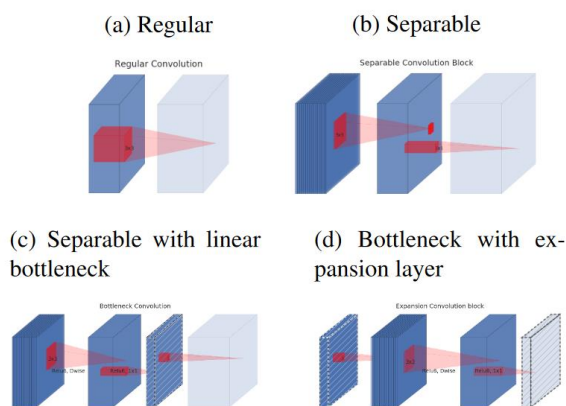 (a) Regular
(b) Separable
Regular Convolution
3x3
Separable Convolution Block
3x3
1x1
(c) Separable with linear
bottleneck
(d) Bottleneck with ex-
pansion layer
Bottleneck Convolution
3x3
Relu6, Dwise
Relu6, 1x1
Expansion Convolution block
3x3
Relu6, Dwise
Relu6, 1x1